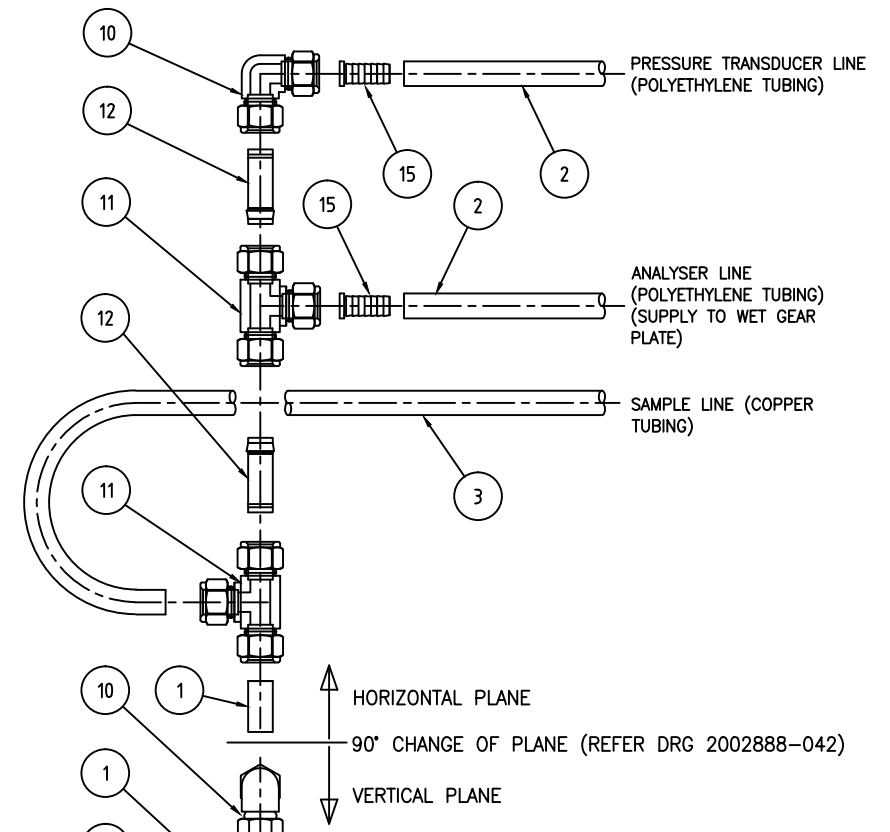 10
PRESSURE TRANSDUCER LINE
(POLYETHYLENE TUBING)
12
15
2
11
15
2
ANALYSER LINE
(POLYETHYLENE TUBING)
(SUPPLY TO WET GEAR
PLATE)
12
SAMPLE LINE (COPPER
TUBING)
11
3
10
1
HORIZONTAL PLANE
90° CHANGE OF PLANE (REFER DRG 2002888-042)
1
VERTICAL PLANE